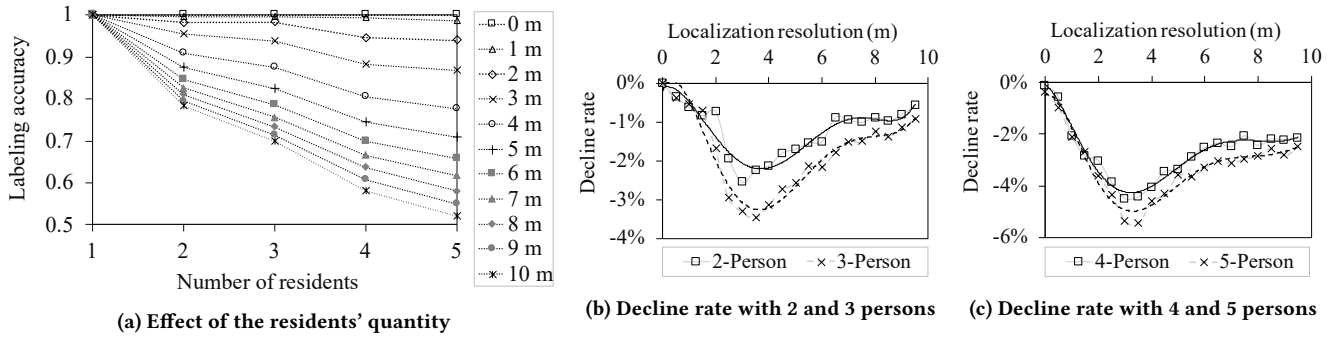 1
0.9
0.8
0.7
0.6
0.5
Labeling accuracy
1 2 3 4 5
Number of residents
0 m
1 m
2 m
3 m
4 m
5 m
6 m
7 m
8 m
9 m
10 m
(a) Effect of the residents' quantity
Localization resolution (m)
0 2 4 6 8 10
0%
-1%
-2%
-3%
-4%
Decline rate
2-Person 3-Person
(b) Decline rate with 2 and 3 persons
Localization resolution (m)
0 2 4 6 8 10
0%
-2%
-4%
-6%
Decline rate
4-Person 5-Person
(c) Decline rate with 4 and 5 persons